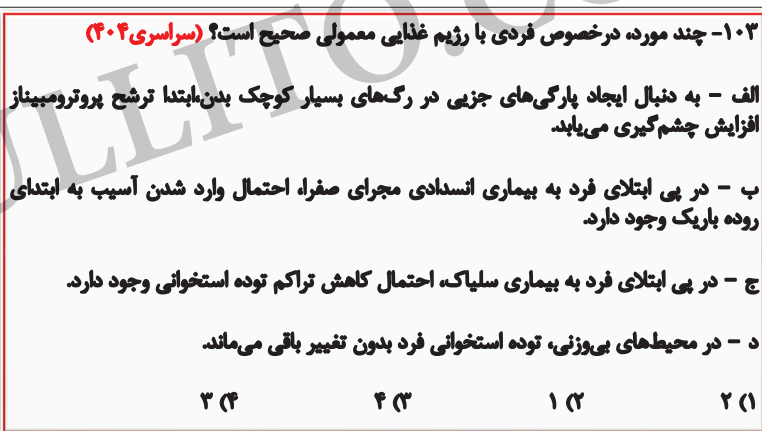 ۱۰۳- چند مورد، درخصوص فردی با رژیم غذایی معمولی صحیح است؟ (سراسری۴۰۴)
الف – به دنبال ایجاد پارگی‌های جزیی در رگ‌های بسیار کوچک بدن،ابتدا ترشح پروترومبیناز
افزایش چشم‌گیری می‌یابد.
ب – در پی ابتلای فرد به بیماری انسدادی مجرای صفرا، احتمال وارد شدن آسیب به ابتدای
روده باریک وجود دارد.
ج – در پی ابتلای فرد به بیماری سلیاک، احتمال کاهش تراکم توده استخوانی وجود دارد.
د – در محیط‌های بی‌وزنی، توده استخوانی فرد بدون تغییر باقی می‌ماند.
۱) ۲ ۲) ۱ ۳) ۴ ۴) ۳
ULLITO.CO